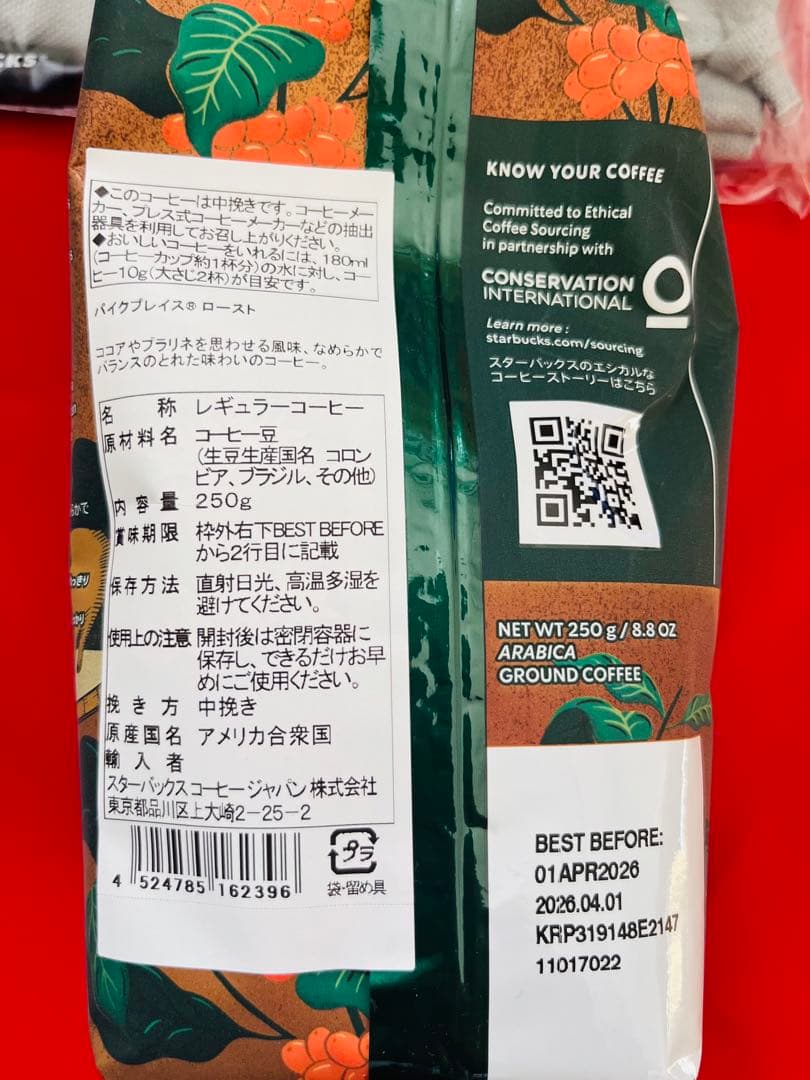 CKS
◆このコーヒーは中挽きです。コーヒーメー
カー、プレス式コーヒーメーカーなどの抽出
器具を利用してお召し上がりください。
◆おいしいコーヒーをいれるには、180ml
(コーヒーカップ約1杯分)の水に対し、コー
ヒー10g(大さじ2杯)が目安です。
パイクプレイス® ロースト
ココアやプラリネを思わせる風味、なめらかで
バランスのとれた味わいのコーヒー。
名 称 レギュラーコーヒー
原材料名 コーヒー豆
(生豆生産国名 コロン
ビア、ブラジル、その他)
内容量 250g
賞味期限 枠外右下BEST BEFORE
から2行目に記載
保存方法 直射日光、高温多湿を
避けてください。
使用上の注意 開封後は密閉容器に
保存し、できるだけお早
めにご使用ください。
挽き方 中挽き
原産国名 アメリカ合衆国
輸入者
スターバックス コーヒー ジャパン 株式会社
東京都品川区上大崎2-25-2
4 524785 162396
プラ
袋・留め具
KNOW YOUR COFFEE
Committed to Ethical
Coffee Sourcing
in partnership with
CONSERVATION
INTERNATIONAL
Learn more :
starbucks.com/sourcing
スターバックスのエシカルな
コーヒーストーリーはこちら
NET WT 250 g / 8.8 OZ
ARABICA
GROUND COFFEE
BEST BEFORE:
01APR2026
2026.04.01
KRP319148E2147
11017022